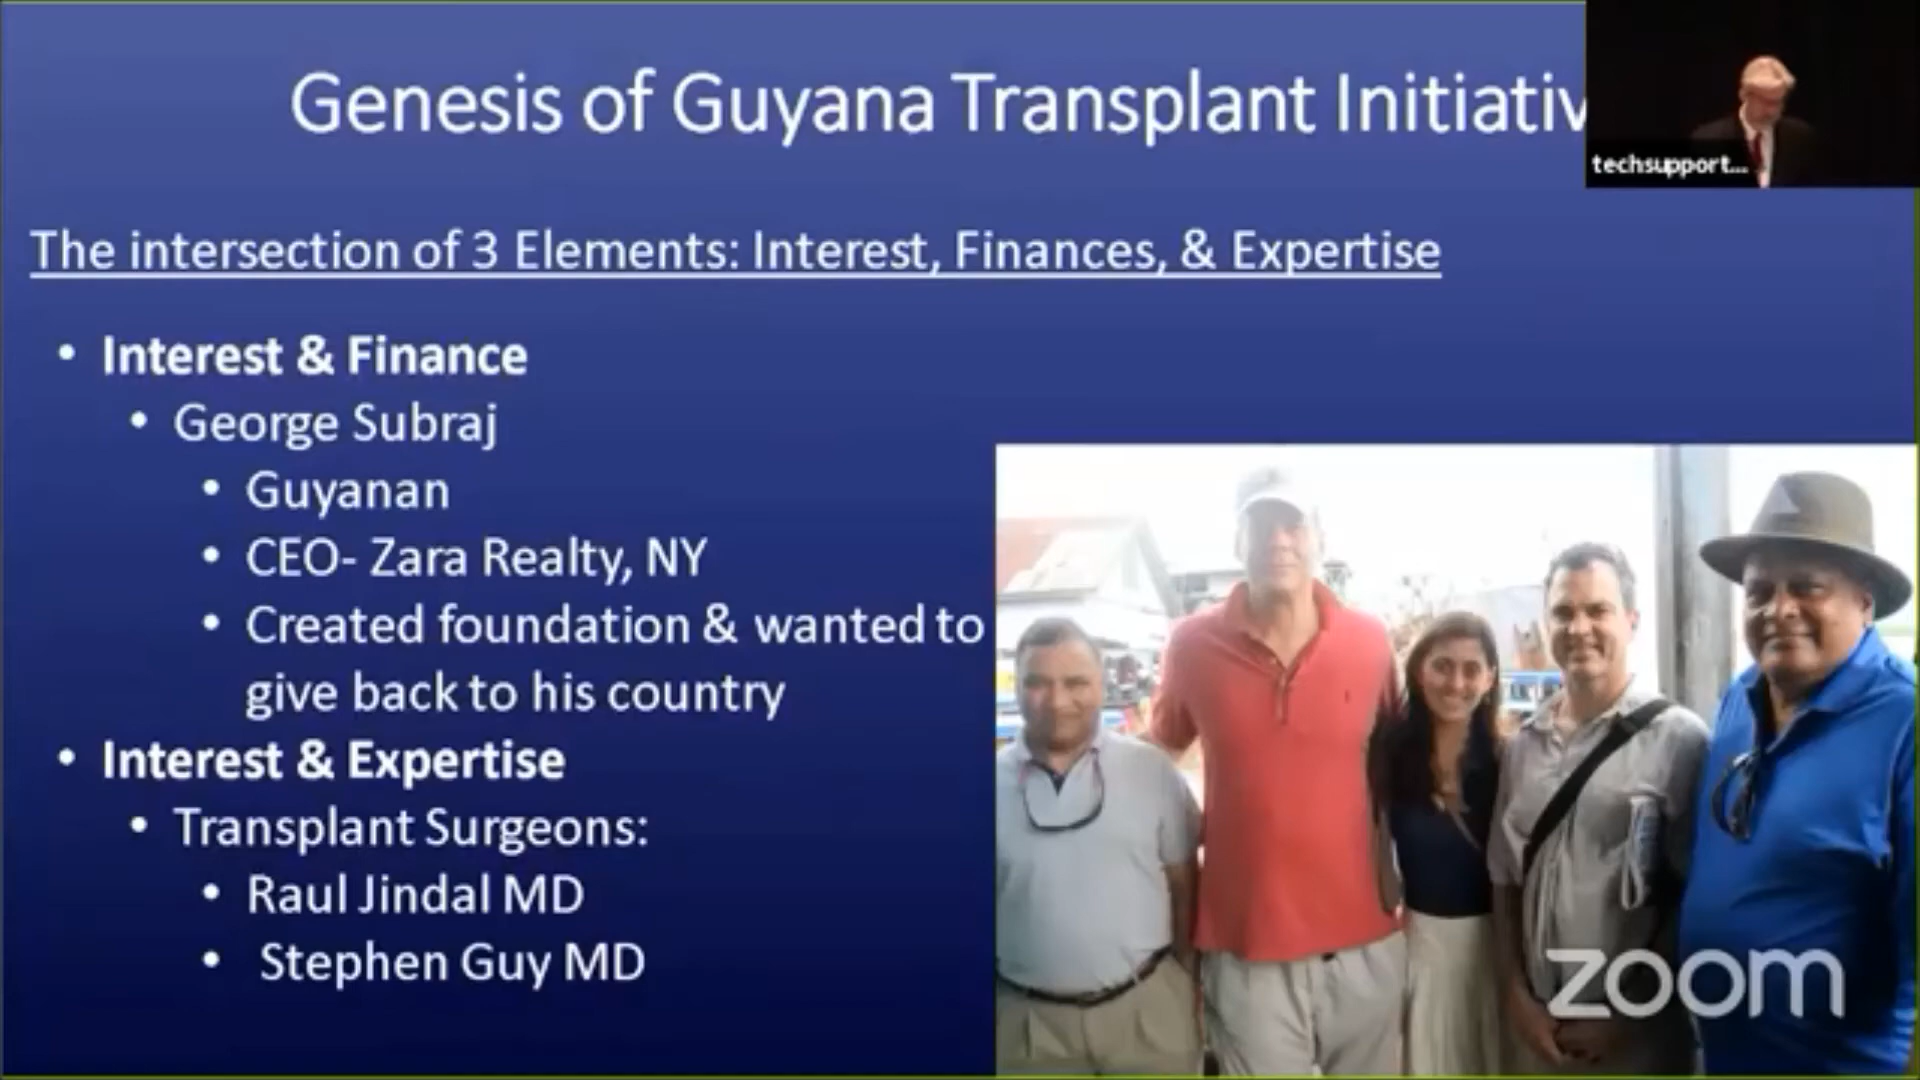 Genesis of Guyana Transplant Initiativ
techsupport...
The intersection of 3 Elements: Interest, Finances, & Expertise
• Interest & Finance
• George Subraj
• Guyanan
• CEO- Zara Realty, NY
• Created foundation & wanted to
give back to his country
• Interest & Expertise
• Transplant Surgeons:
• Raul Jindal MD
• Stephen Guy MD
zoom